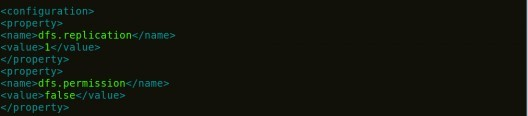 <configuration>
<property>
<name>dfs.replication</name>
<value>1</value>
</property>
<property>
<name>dfs.permission</name>
<value>false</value>
</property>